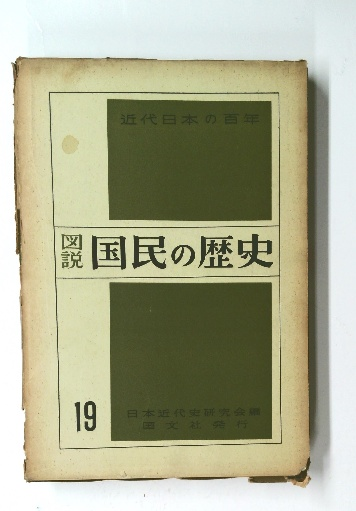 近代日本の百年
図説 国民の歴史
19
日本近代史研究会編
国文社発行